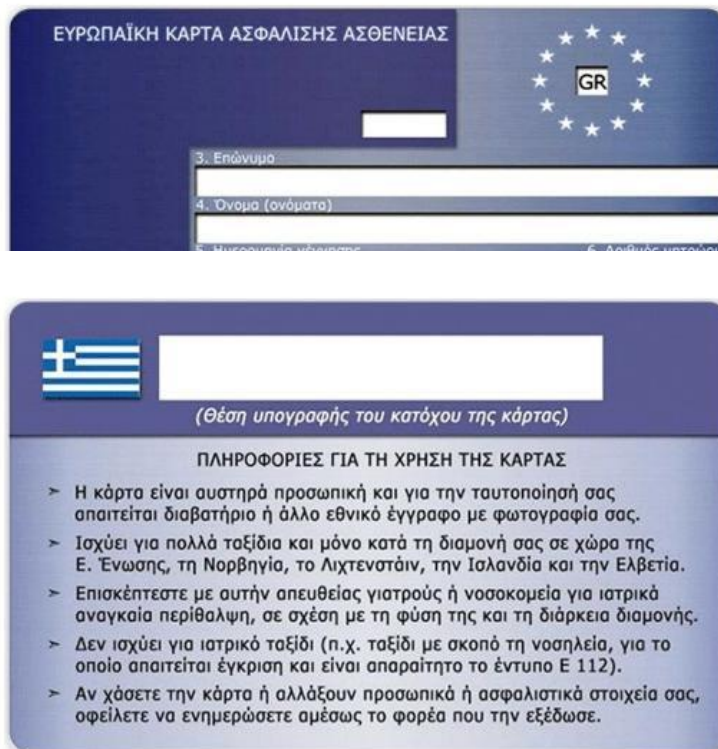 ΕΥΡΩΠΑΪΚΗ ΚΑΡΤΑ ΑΣΦΑΛΙΣΗΣ ΑΣΘΕΝΕΙΑΣ
GR
3. Επώνυμο
4. Όνομα (ονόματα)
5. Ημερομηνία γέννησης 6. Αριθμός μητρώου
(Θέση υπογραφής του κατόχου της κάρτας)
ΠΛΗΡΟΦΟΡΙΕΣ ΓΙΑ ΤΗ ΧΡΗΣΗ ΤΗΣ ΚΑΡΤΑΣ
➣ Η κάρτα είναι αυστηρά προσωπική και για την ταυτοποίησή σας
απαιτείται διαβατήριο ή άλλο εθνικό έγγραφο με φωτογραφία σας.
➣ Ισχύει για πολλά ταξίδια και μόνο κατά τη διαμονή σας σε χώρα της
Ε. Ένωσης, τη Νορβηγία, το Λιχτενστάιν, την Ισλανδία και την Ελβετία.
➣ Επισκέπτεστε με αυτήν απευθείας γιατρούς ή νοσοκομεία για ιατρικά
αναγκαία περίθαλψη, σε σχέση με τη φύση της και τη διάρκεια διαμονής.
➣ Δεν ισχύει για ιατρικό ταξίδι (π.χ. ταξίδι με σκοπό τη νοσηλεία, για το
οποίο απαιτείται έγκριση και είναι απαραίτητο το έντυπο Ε 112).
➣ Αν χάσετε την κάρτα ή αλλάξουν προσωπικά ή ασφαλιστικά στοιχεία σας,
οφείλετε να ενημερώσετε αμέσως το φορέα που την εξέδωσε.